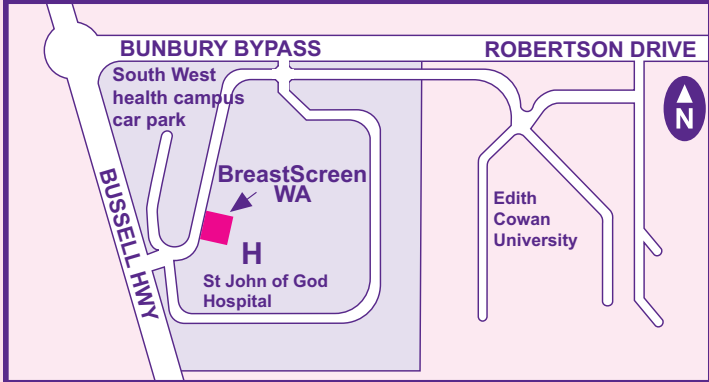 BUNBURY BYPASS
ROBERTSON DRIVE
South West
health campus
car park
N
BUSSELL HWY
BreastScreen
WA
H
St John of God
Hospital
Edith
Cowan
University